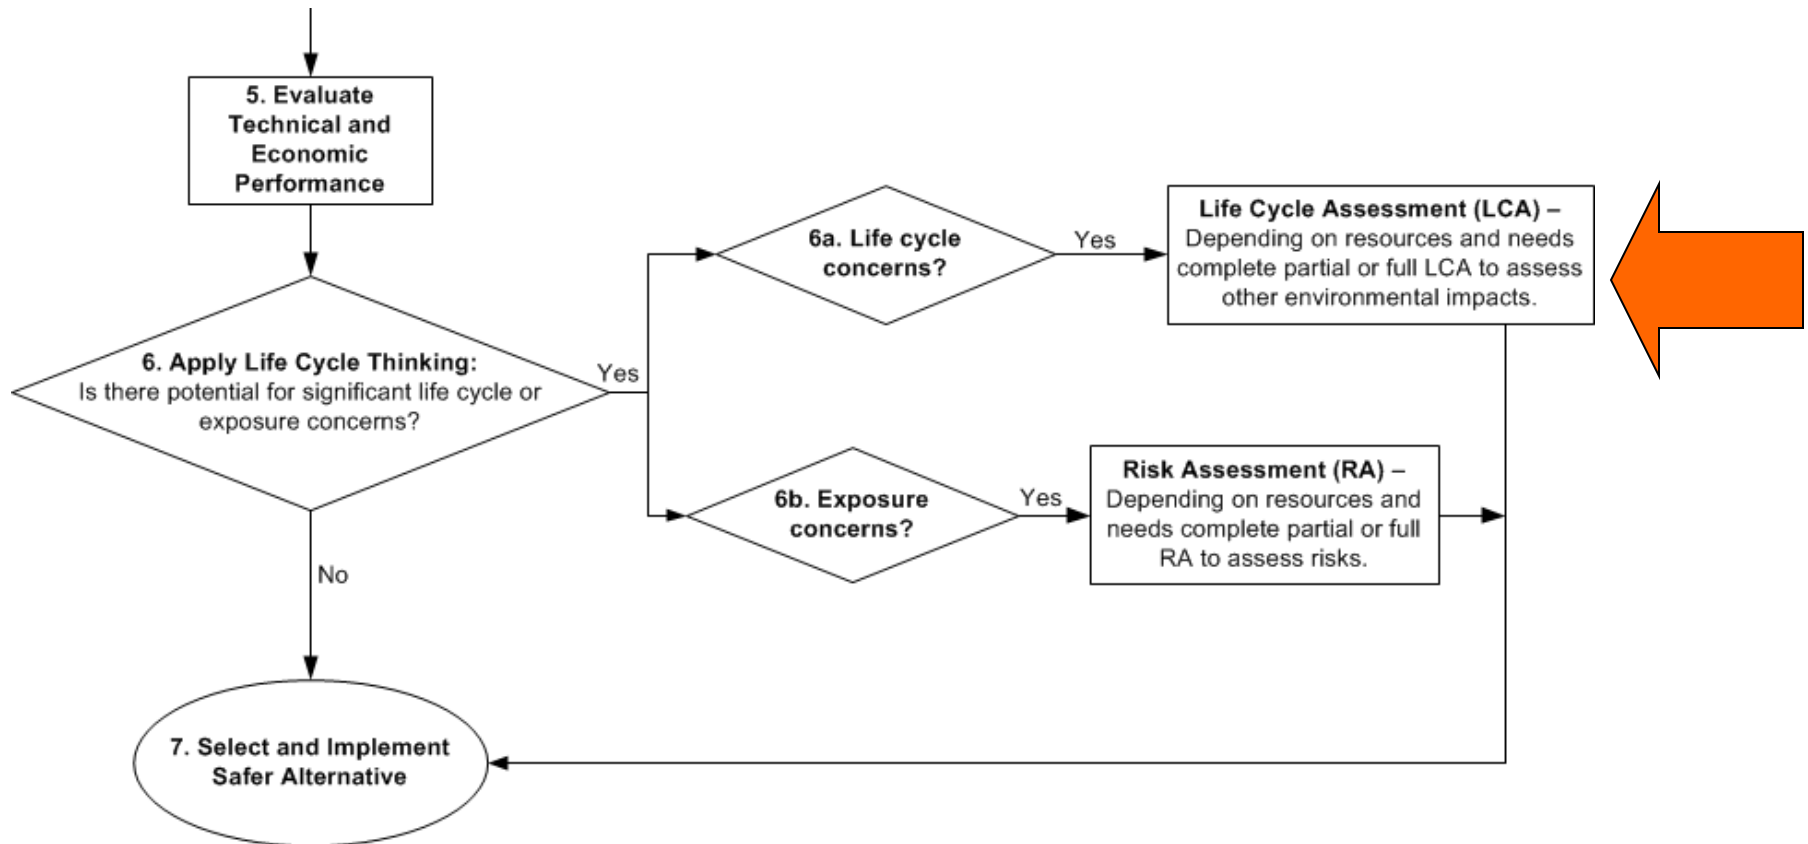 5. Evaluate
Technical and
Economic
Performance
6. Apply Life Cycle Thinking:
Is there potential for significant life cycle or
exposure concerns?
Yes
6a. Life cycle
concerns?
Yes
Life Cycle Assessment (LCA) –
Depending on resources and needs
complete partial or full LCA to assess
other environmental impacts.
6b. Exposure
concerns?
Yes
Risk Assessment (RA) –
Depending on resources and
needs complete partial or full
RA to assess risks.
No
7. Select and Implement
Safer Alternative